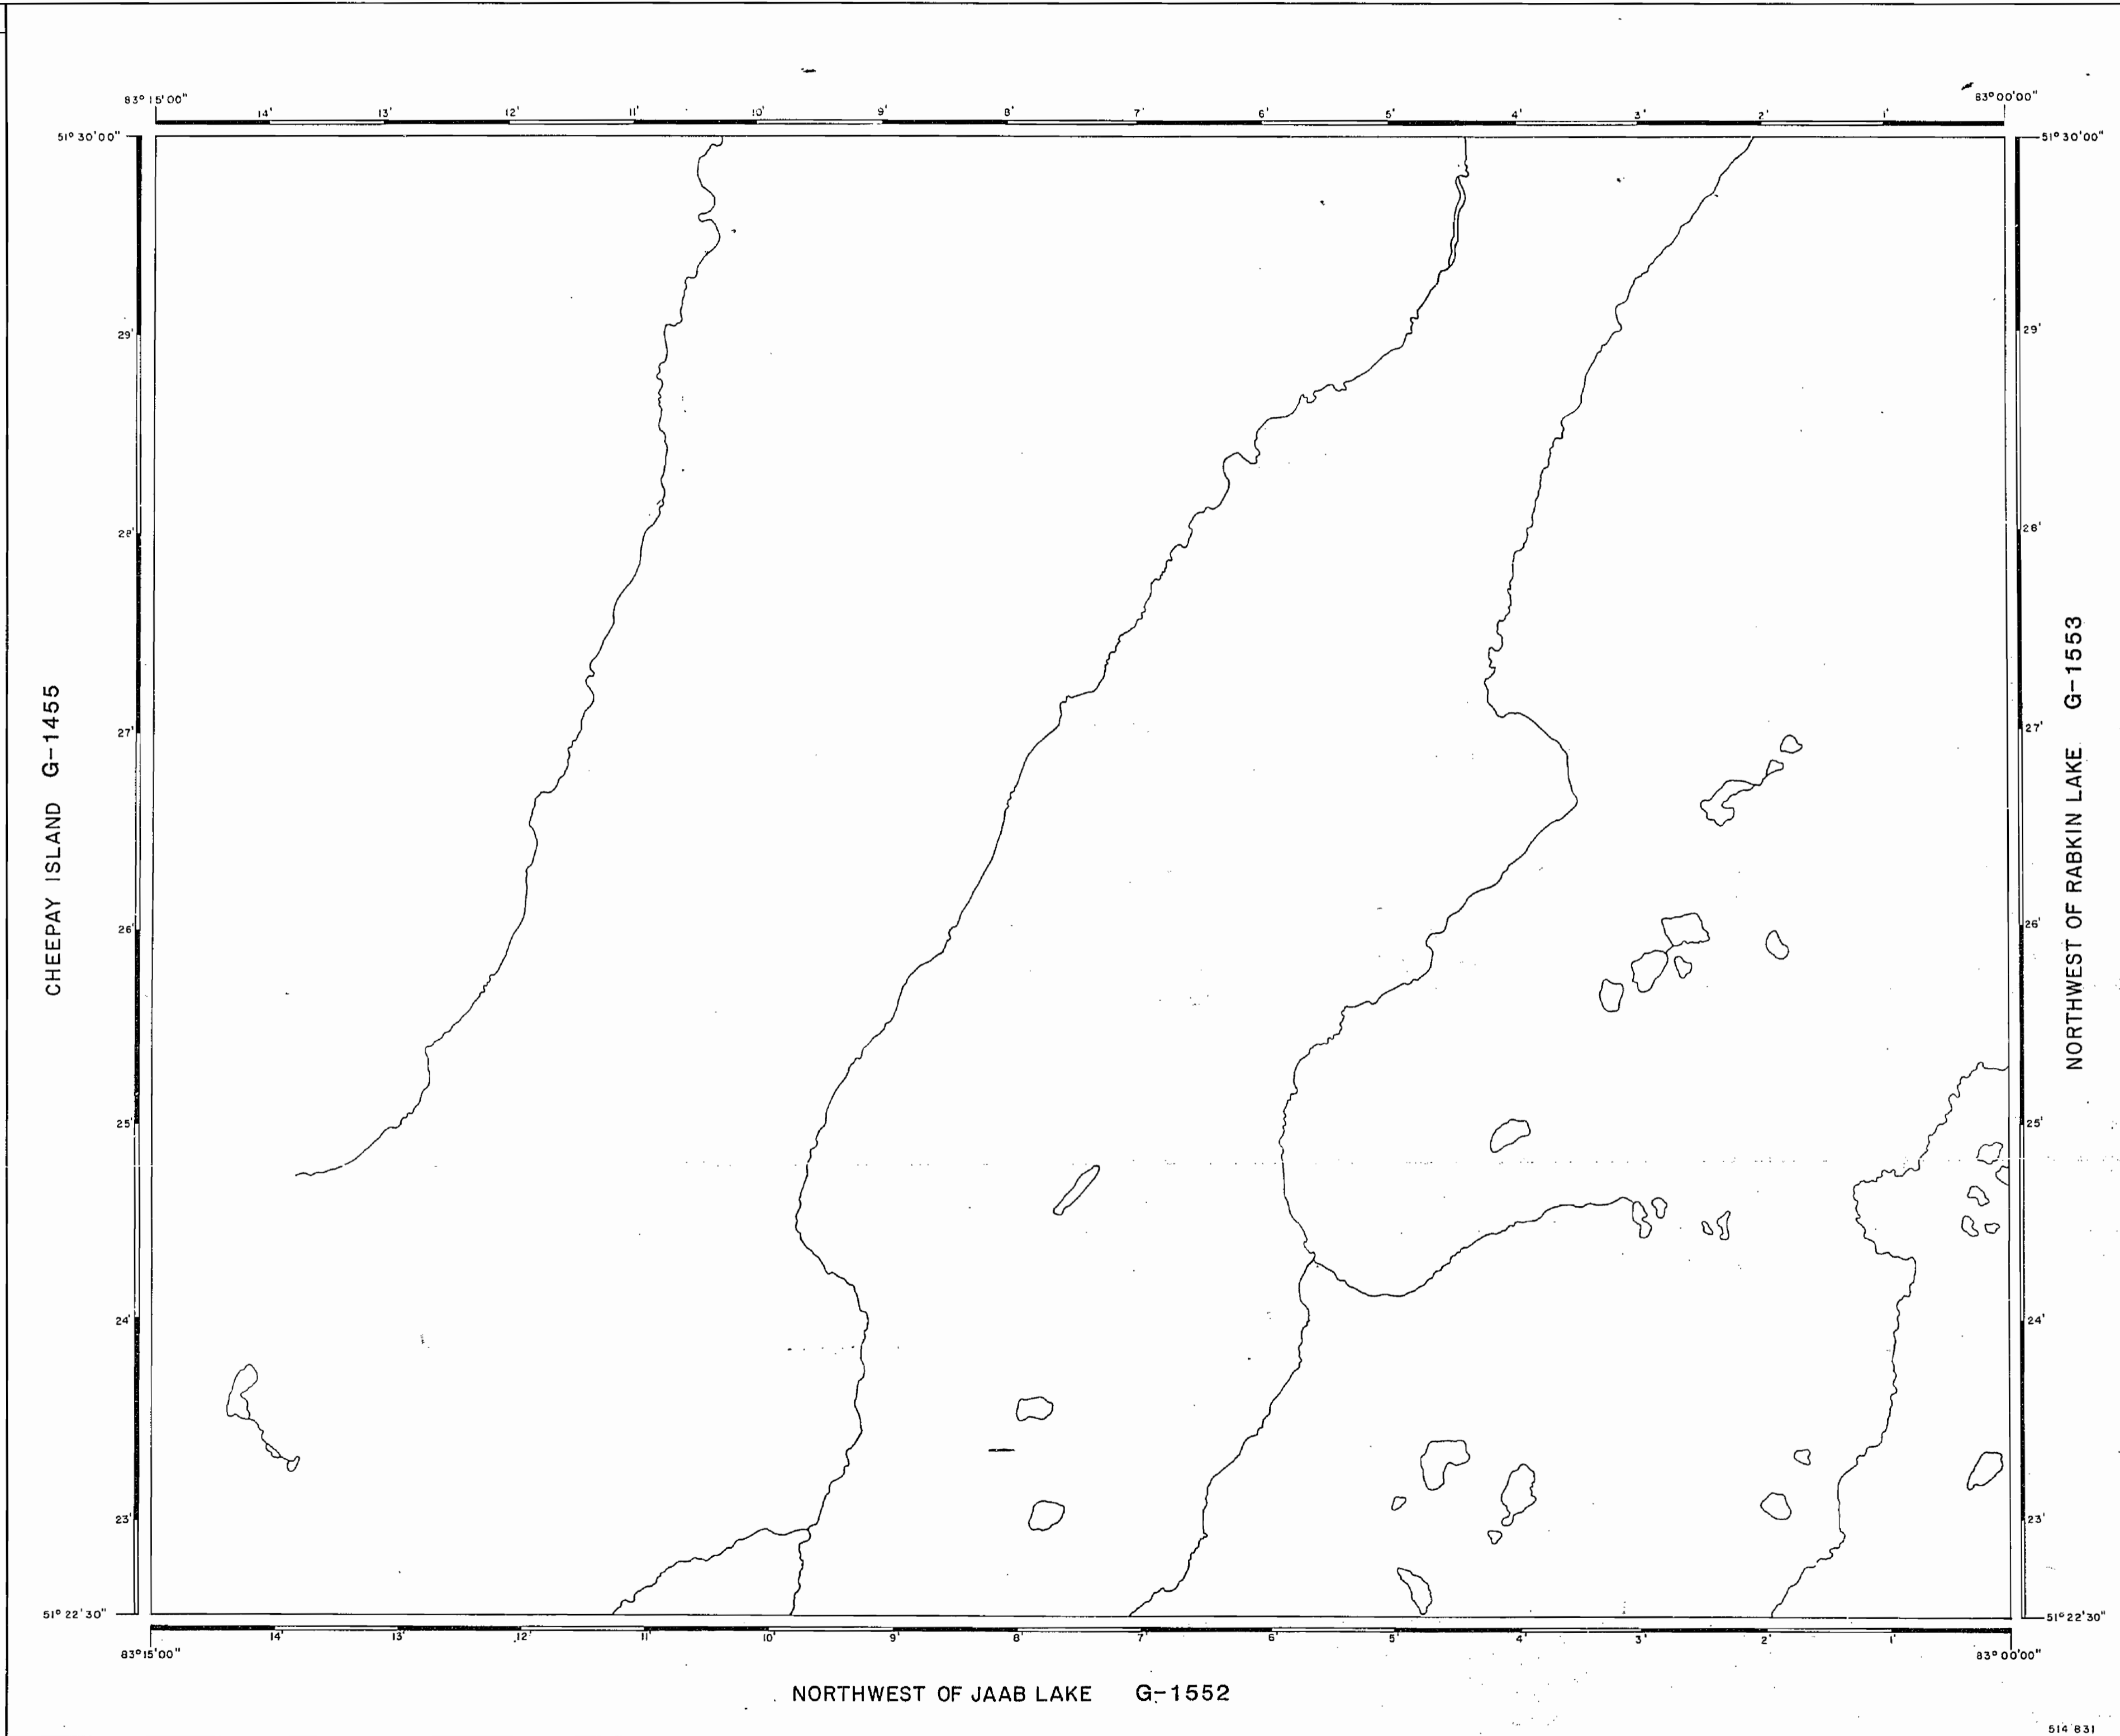 83° 15' 00"
14' 13' 12' 11' 10' 9' 8' 7' 6' 5' 4' 3' 2' 1'
83° 00' 00"
51° 30' 00"
51° 30' 00"
29'
29'
28'
28'
27'
27'
26'
26'
25'
25'
24'
24'
23'
23'
51° 22' 30"
51° 22' 30"
CHEEPAY ISLAND G-1455
NORTHWEST OF RABKIN LAKE G-1553
14' 13' 12' 11' 10' 9' 8' 7' 6' 5' 4' 3' 2' 1'
83° 15' 00"
83° 00' 00"
NORTHWEST OF JAAB LAKE G-1552
514 831